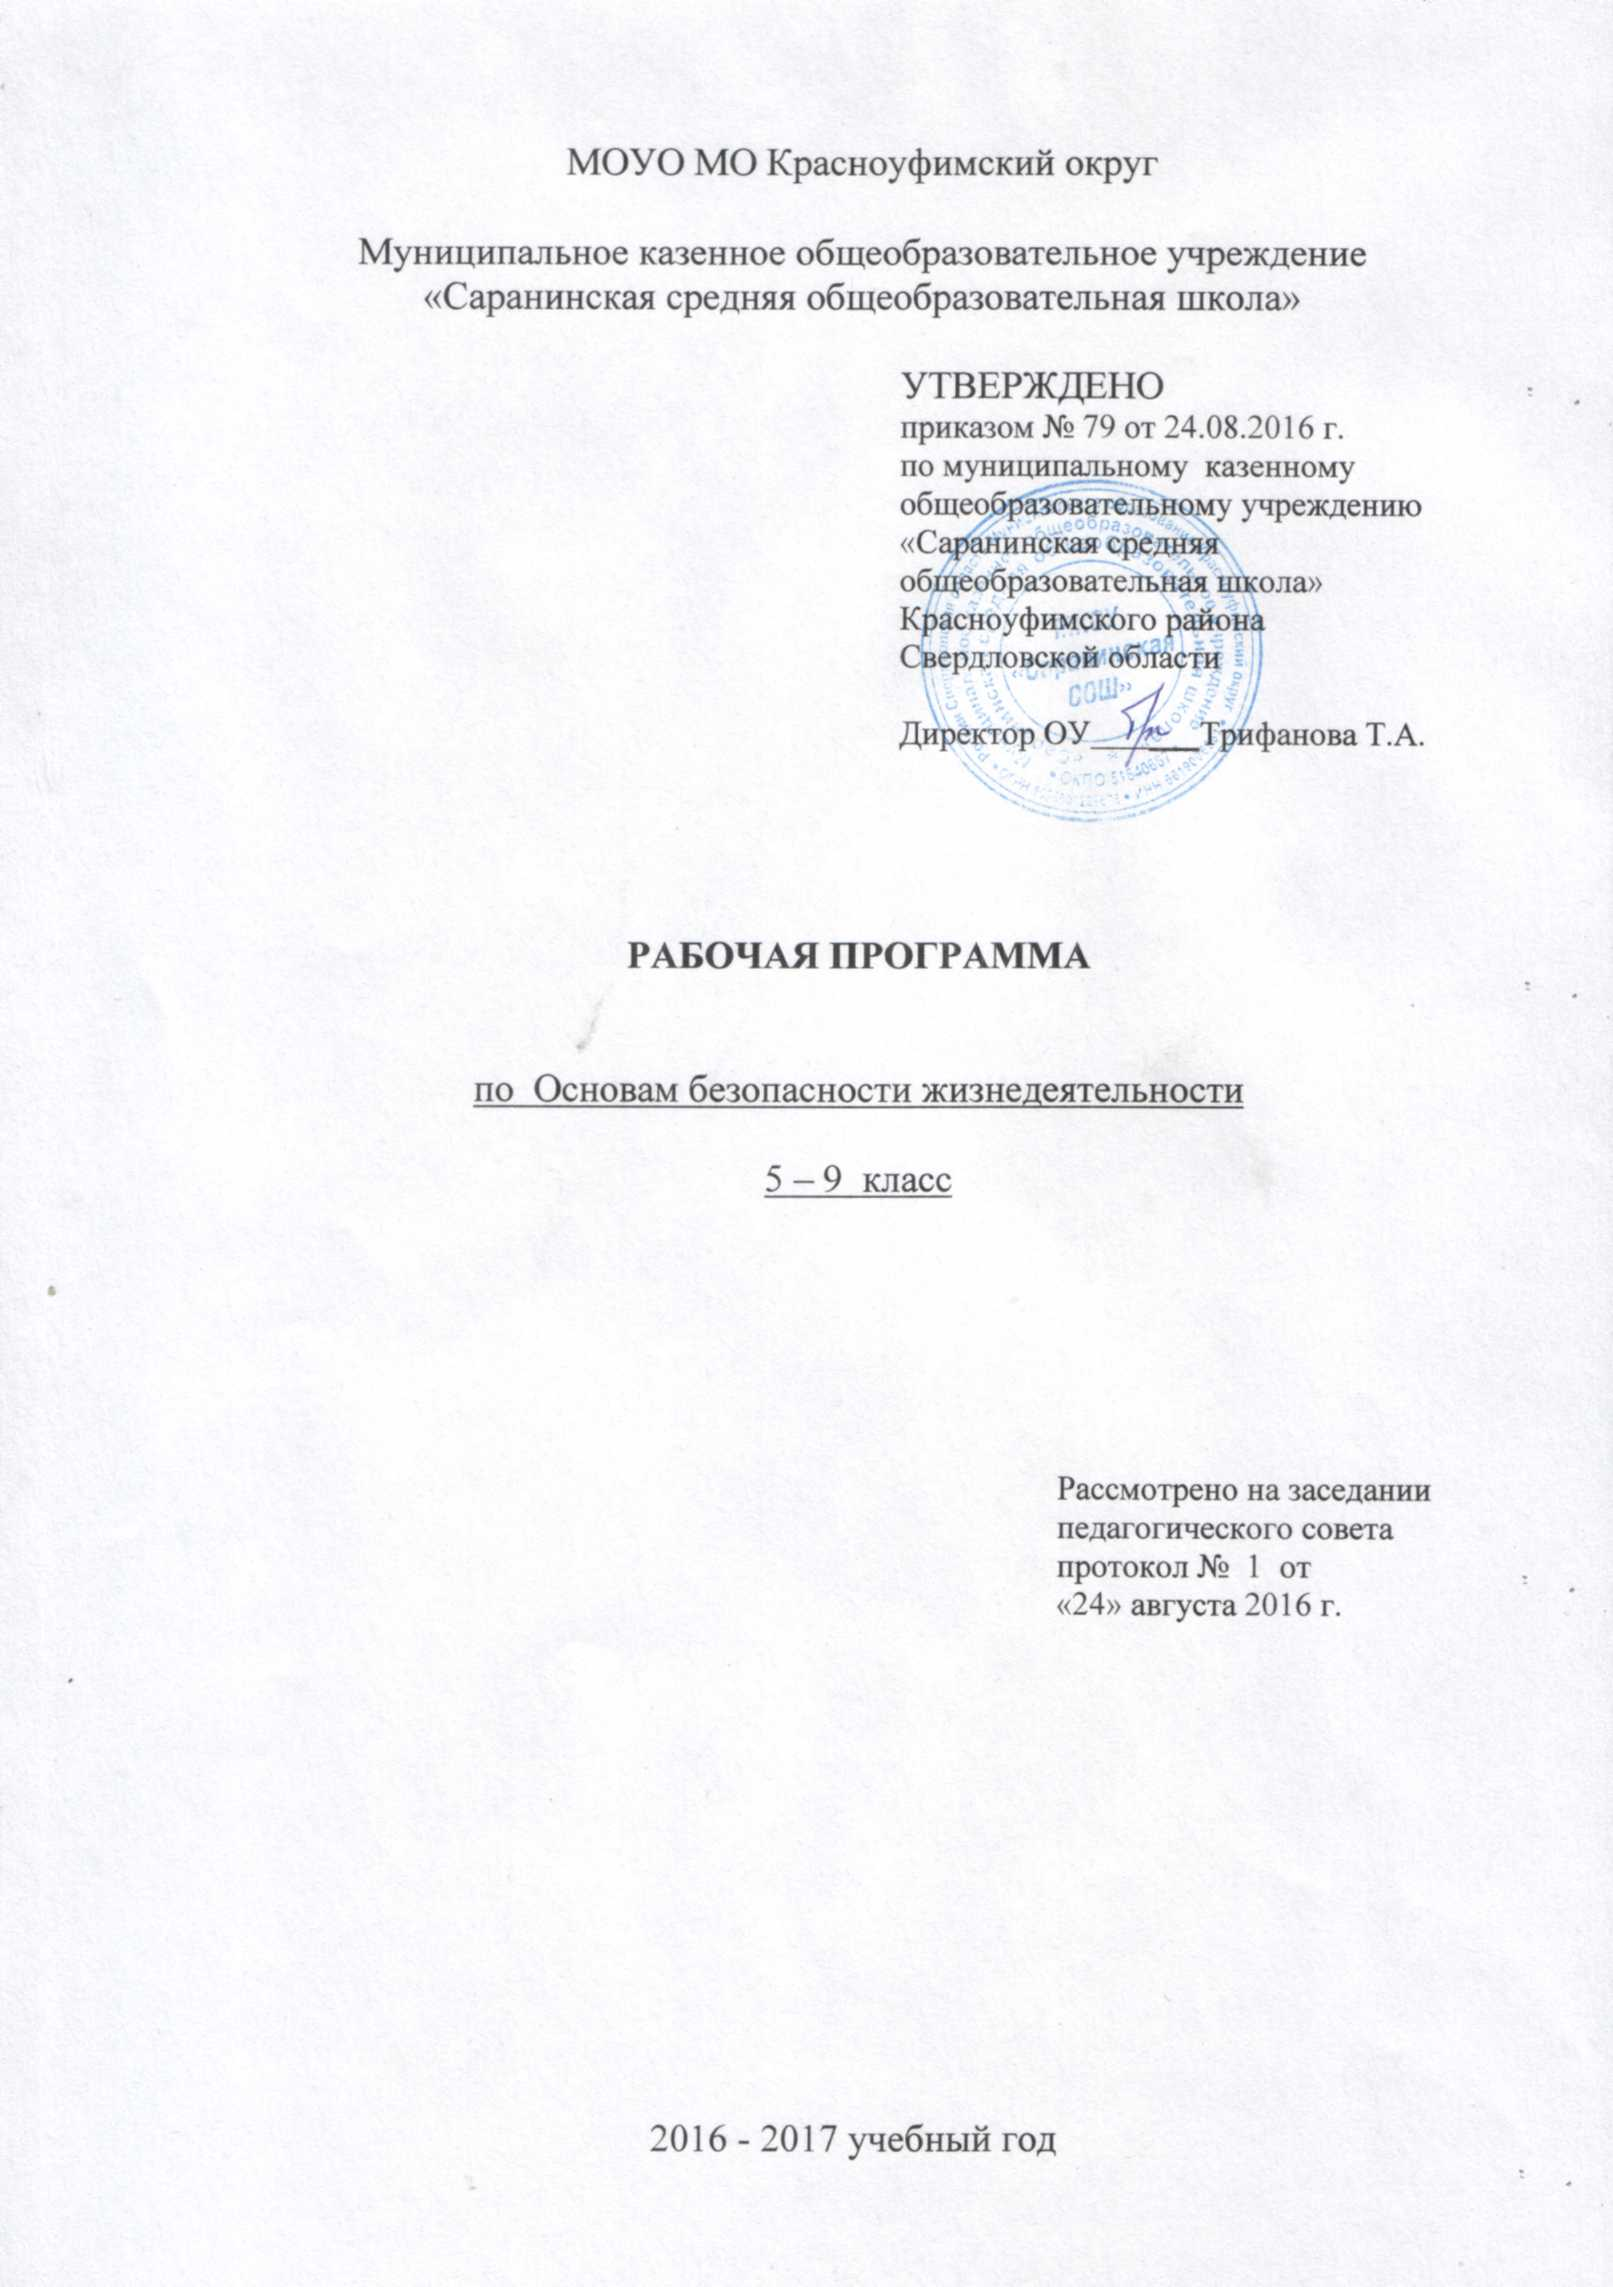 МОУО МО Красноуфимский округ
Муниципальное казенное общеобразовательное учреждение
«Саранинская средняя общеобразовательная школа»
УТВЕРЖДЕНО
приказом № 79 от 24.08.2016 г.
по муниципальному казенному
общеобразовательному учреждению
«Саранинская средняя
общеобразовательная школа»
Красноуфимского района
Свердловской области
«Саранинская
СОШ»
Директор ОУ_______Трифанова Т.А.
РАБОЧАЯ ПРОГРАММА
по Основам безопасности жизнедеятельности
5 – 9 класс
Рассмотрено на заседании
педагогического совета
протокол № 1 от
«24» августа 2016 г.
2016 - 2017 учебный год